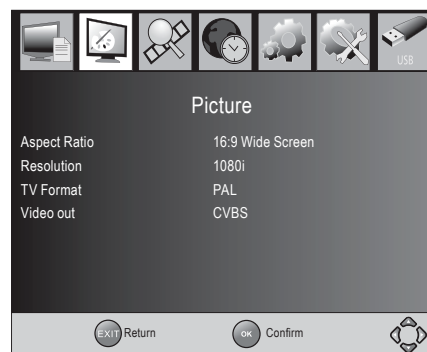 USB
Picture
Aspect Ratio 16:9 Wide Screen
Resolution 1080i
TV Format PAL
Video out CVBS
EXIT Return OK Confirm